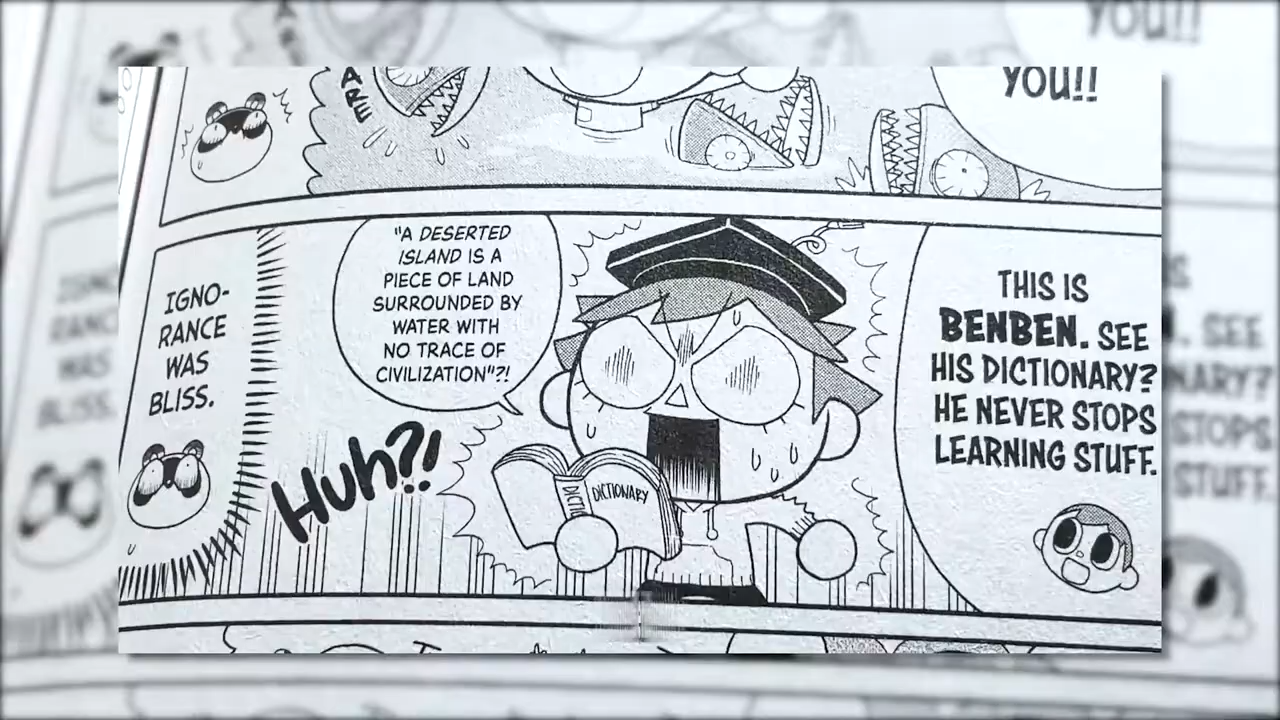 ARE
YOU!!
THIS IS
BENBEN. SEE
HIS DICTIONARY?
HE NEVER STOPS
LEARNING STUFF.
"A DESERTED
ISLAND IS A
PIECE OF LAND
SURROUNDED BY
WATER WITH
NO TRACE OF
CIVILIZATION"?!
DICTIONARY
Huh?!
IGNO-
RANCE
WAS
BLISS.